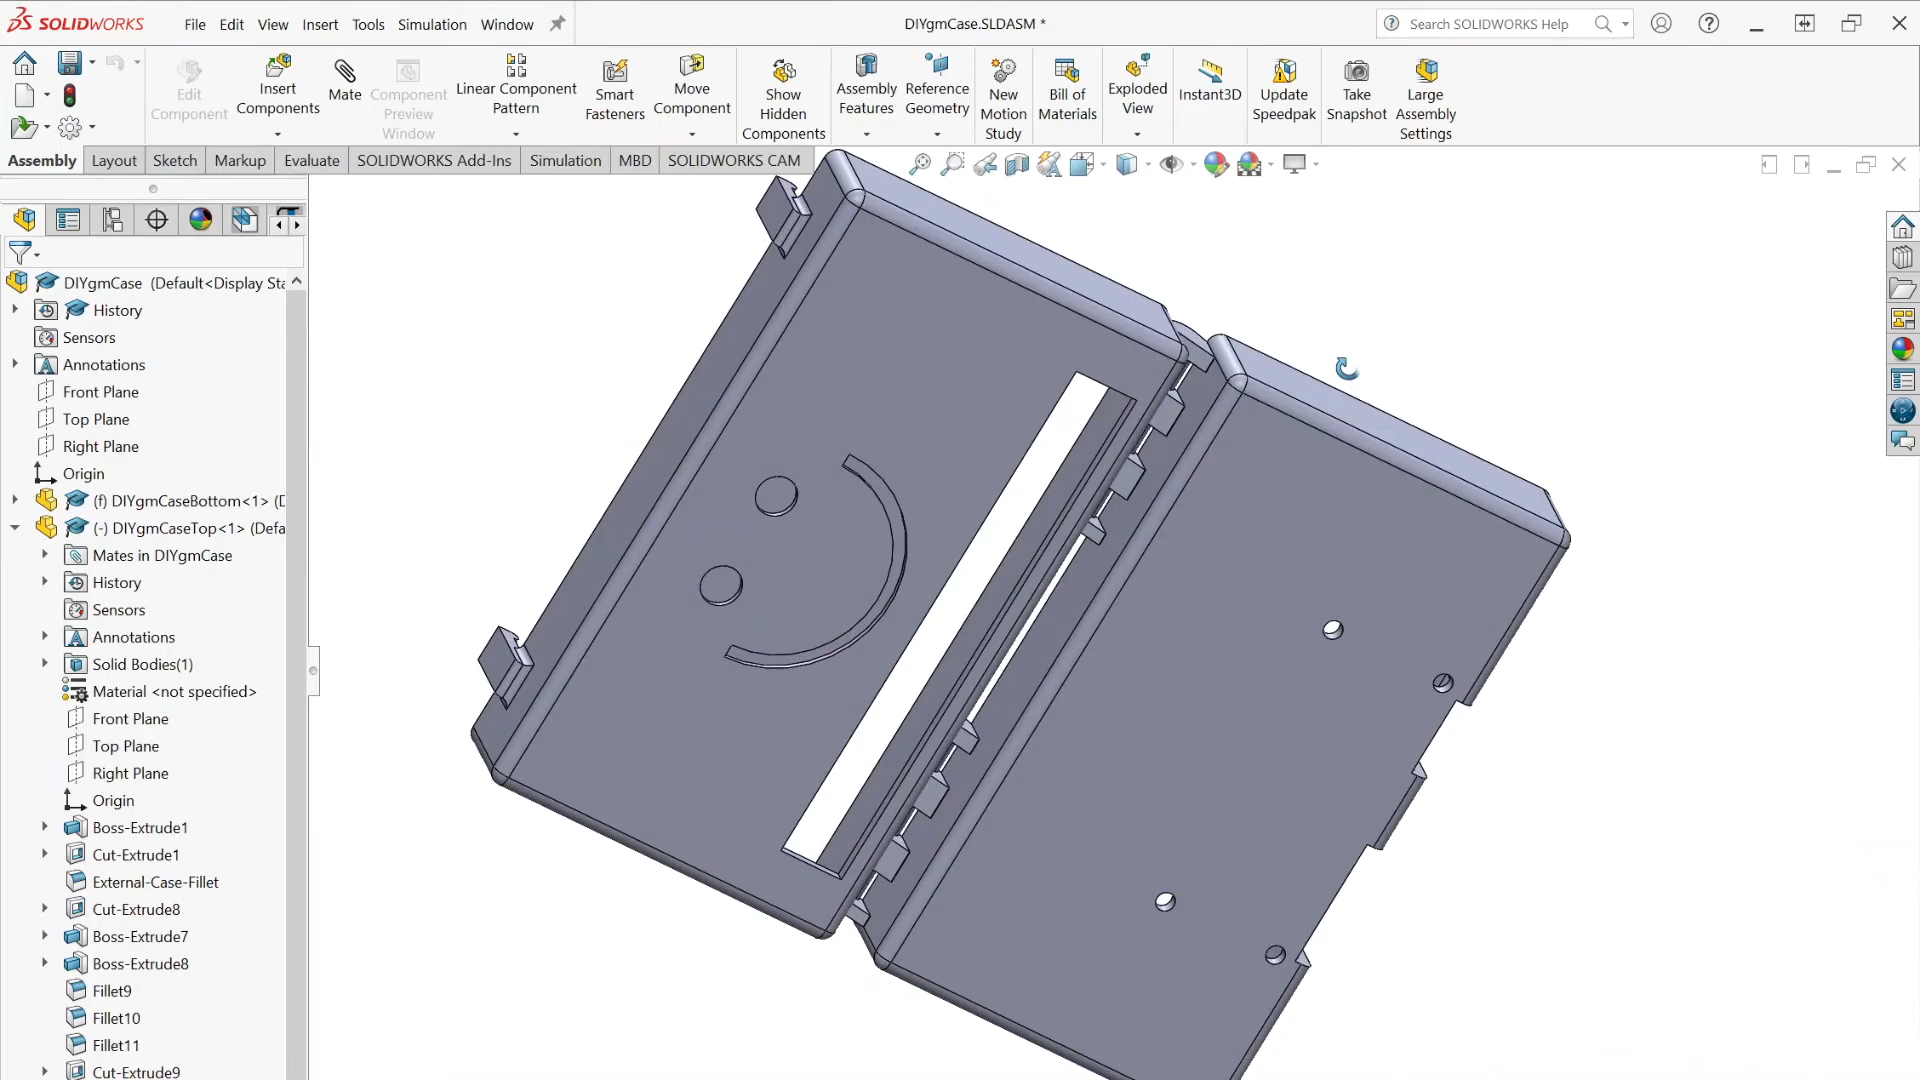 SOLIDWORKS File Edit View Insert Tools Simulation Window DIYgmCase.SLDASM * Search SOLIDWORKS Help
Edit Component
Insert Components
Mate
Component Preview Window
Linear Component Pattern
Smart Fasteners
Move Component
Show Hidden Components
Assembly Features
Reference Geometry
New Motion Study
Bill of Materials
Exploded View
Instant3D
Update Speedpak
Take Snapshot
Large Assembly Settings
Assembly Layout Sketch Markup Evaluate SOLIDWORKS Add-Ins Simulation MBD SOLIDWORKS CAM
DIYgmCase (Default<Display Sta
History
Sensors
Annotations
Front Plane
Top Plane
Right Plane
Origin
(f) DIYgmCaseBottom<1> (D
(-) DIYgmCaseTop<1> (Defa
Mates in DIYgmCase
History
Sensors
Annotations
Solid Bodies(1)
Material <not specified>
Front Plane
Top Plane
Right Plane
Origin
Boss-Extrude1
Cut-Extrude1
External-Case-Fillet
Cut-Extrude8
Boss-Extrude7
Boss-Extrude8
Fillet9
Fillet10
Fillet11
Cut-Extrude9